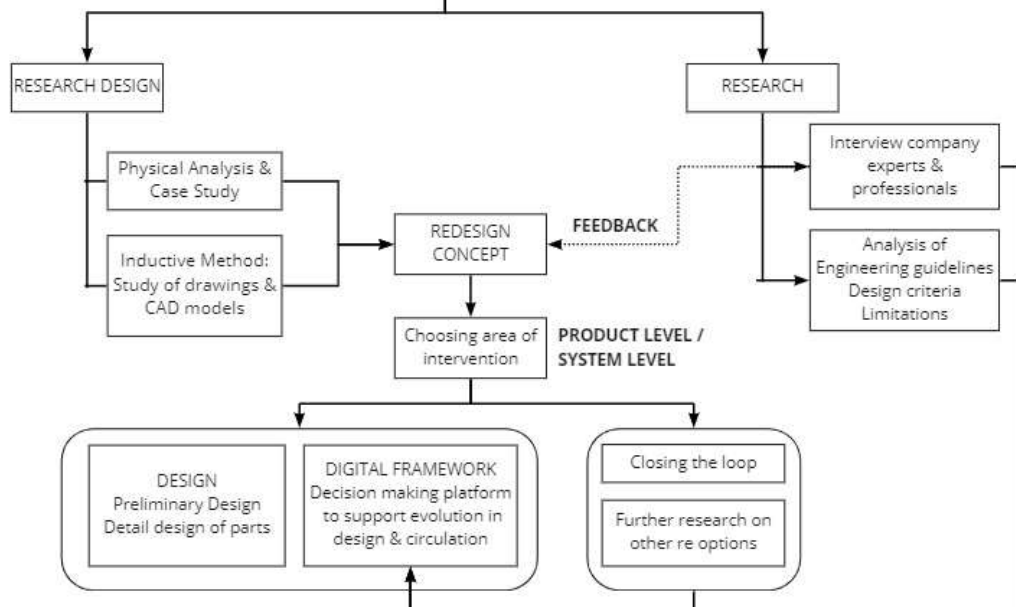 RESEARCH DESIGN
RESEARCH
Physical Analysis &
Case Study
Interview company
experts &
professionals
REDESIGN
CONCEPT
FEEDBACK
Inductive Method:
Study of drawings &
CAD models
Analysis of
Engineering guidelines
Design criteria
Limitations
Choosing area of
intervention
PRODUCT LEVEL /
SYSTEM LEVEL
DESIGN
Preliminary Design
Detail design of parts
DIGITAL FRAMEWORK
Decision making platform
to support evolution in
design & circulation
Closing the loop
Further research on
other re options